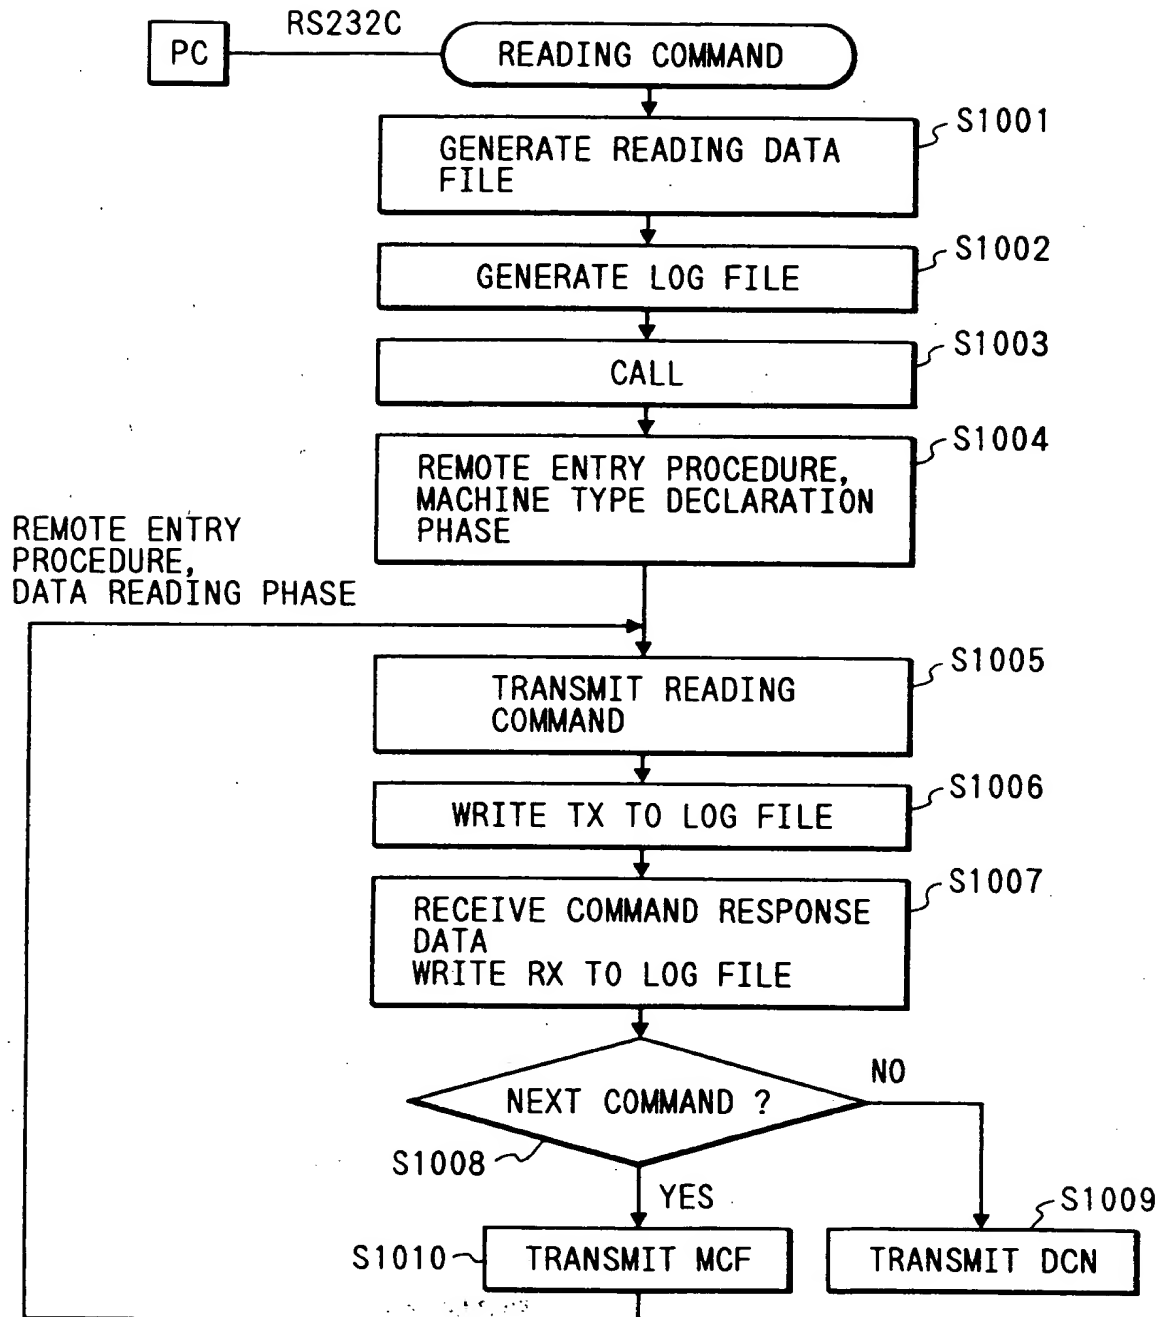 RS232C
PC
READING COMMAND
S1001
GENERATE READING DATA
FILE
S1002
GENERATE LOG FILE
S1003
CALL
S1004
REMOTE ENTRY PROCEDURE,
MACHINE TYPE DECLARATION
PHASE
REMOTE ENTRY
PROCEDURE,
DATA READING PHASE
S1005
TRANSMIT READING
COMMAND
S1006
WRITE TX TO LOG FILE
S1007
RECEIVE COMMAND RESPONSE
DATA
WRITE RX TO LOG FILE
NO
NEXT COMMAND ?
S1008
YES
S1009
S1010
TRANSMIT MCF
TRANSMIT DCN